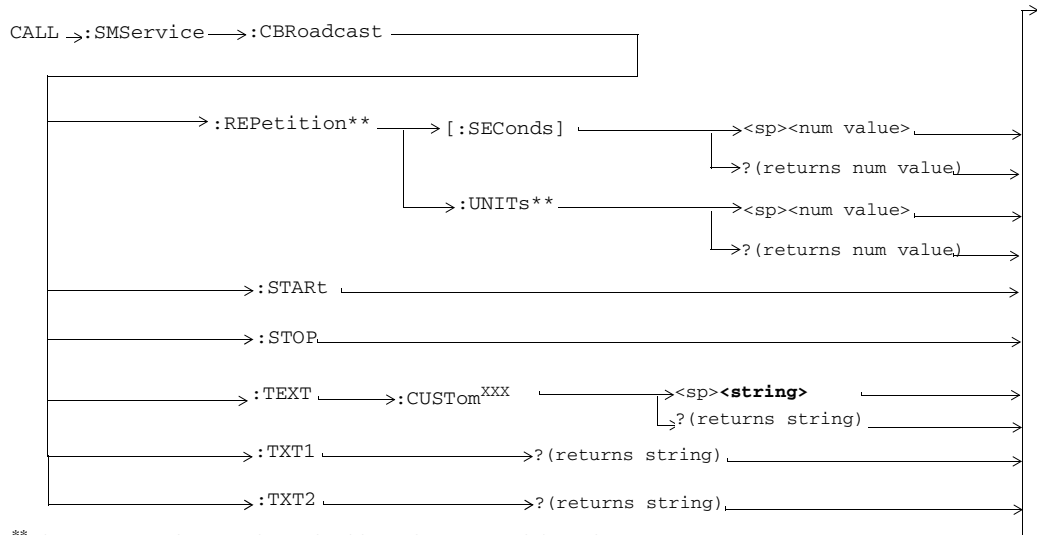 CALL :SMService :CBRoadcast
:REPetition** [:SEConds] <sp><num value>
?(returns num value)
:UNITs** <sp><num value>
?(returns num value)
:STARt
:STOP
:TEXT :CUSTomXXX <sp><string>
?(returns string)
:TXT1 ?(returns string)
:TXT2 ?(returns string)
**